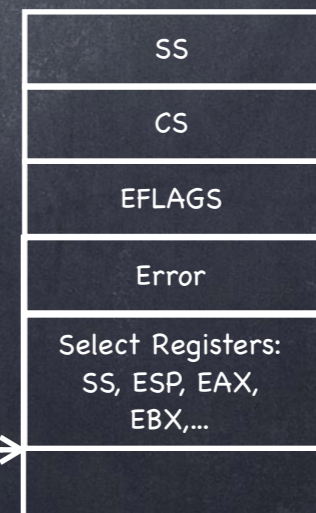 SS
CS
EFLAGS
Error
Select Registers:
SS, ESP, EAX,
EBX,...